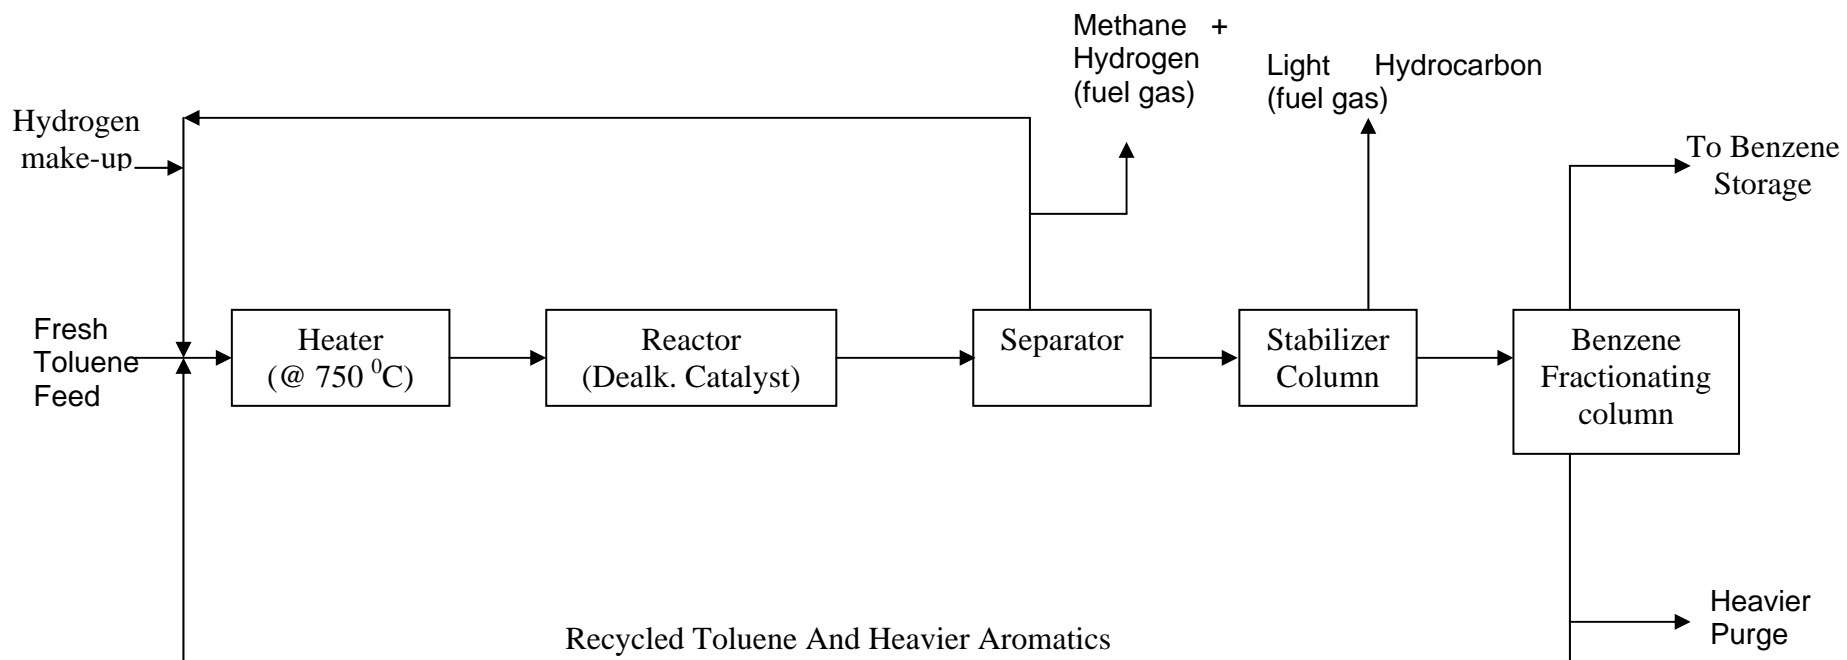 Methane +
Hydrogen
(fuel gas)
Light Hydrocarbon
(fuel gas)
Hydrogen
make-up
To Benzene
Storage
Fresh
Toluene
Feed
Heater
(@ 750 ⁰C)
Reactor
(Dealk. Catalyst)
Separator
Stabilizer
Column
Benzene
Fractionating
column
Recycled Toluene And Heavier Aromatics
Heavier
Purge